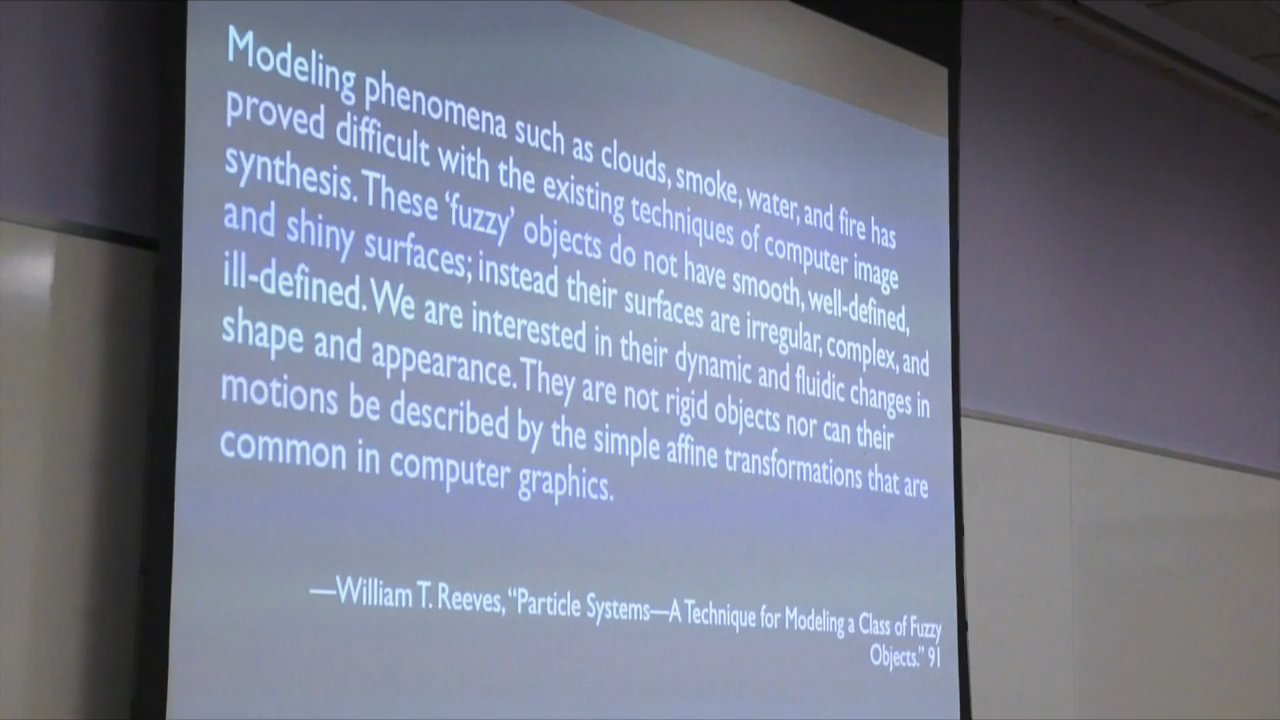 Modeling phenomena such as clouds, smoke, water, and fire has
proved difficult with the existing techniques of computer image
synthesis. These ‘fuzzy’ objects do not have smooth, well-defined,
and shiny surfaces; instead their surfaces are irregular, complex, and
ill-defined. We are interested in their dynamic and fluidic changes in
shape and appearance. They are not rigid objects nor can their
motions be described by the simple affine transformations that are
common in computer graphics.
—William T. Reeves, “Particle Systems—A Technique for Modeling a Class of Fuzzy
Objects.” 91